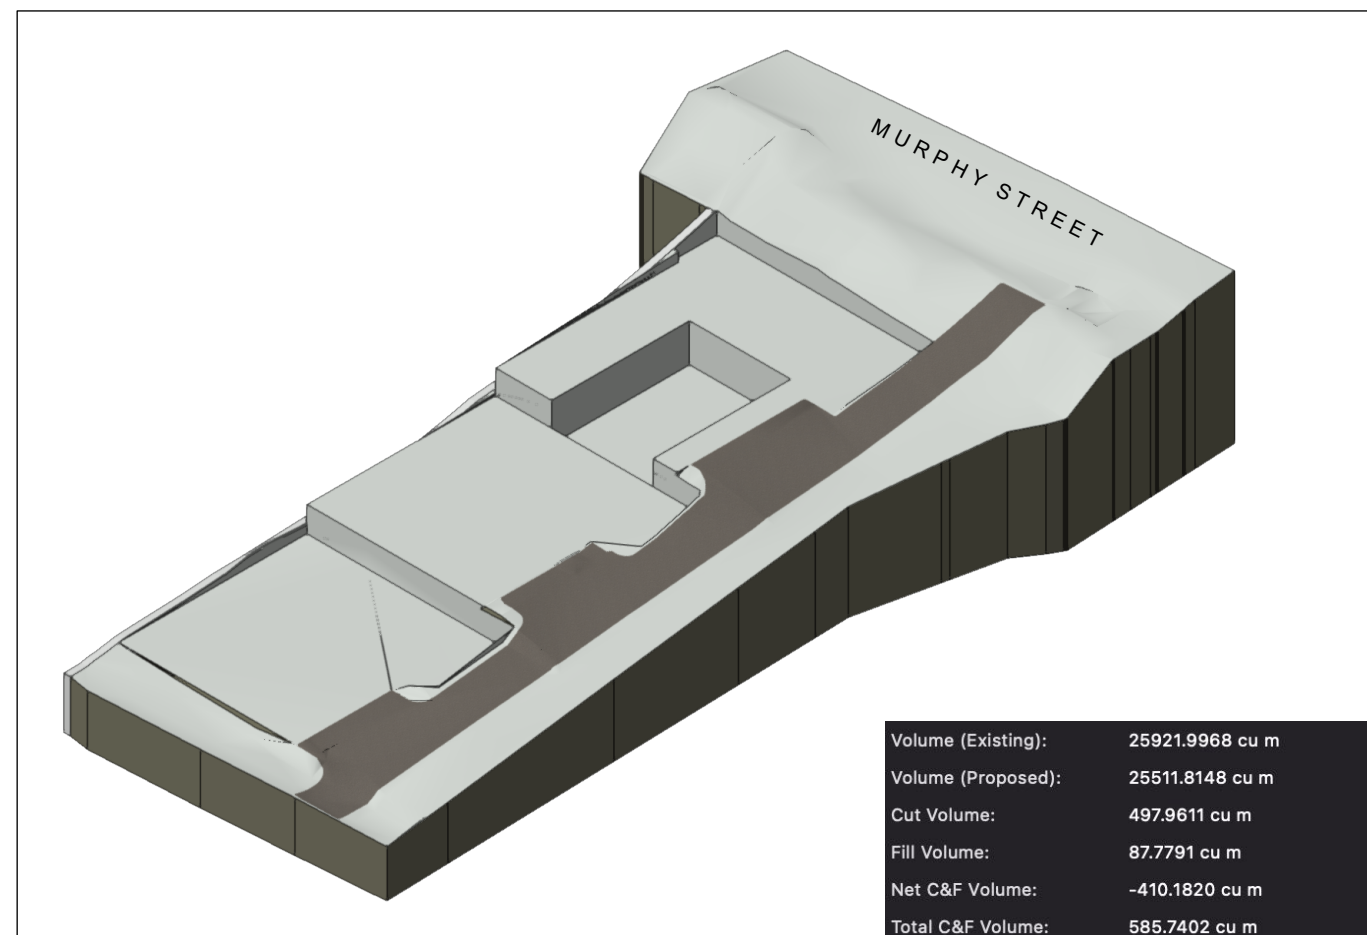 MURPHY STREET
Volume (Existing): 25921.9968 cu m
Volume (Proposed): 25511.8148 cu m
Cut Volume: 497.9611 cu m
Fill Volume: 87.7791 cu m
Net C&F Volume: -410.1820 cu m
Total C&F Volume: 585.7402 cu m